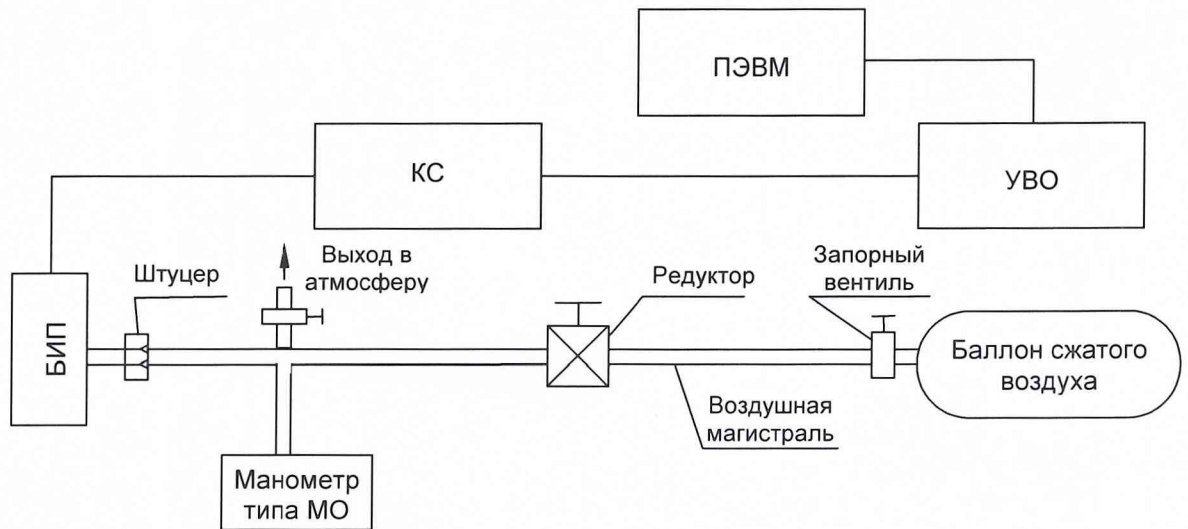 ПЭВМ
КС
УВО
Штуцер
Выход в
атмосферу
Редуктор
Запорный
вентиль
БИП
Баллон сжатого
воздуха
Воздушная
магистраль
Манометр
типа МО